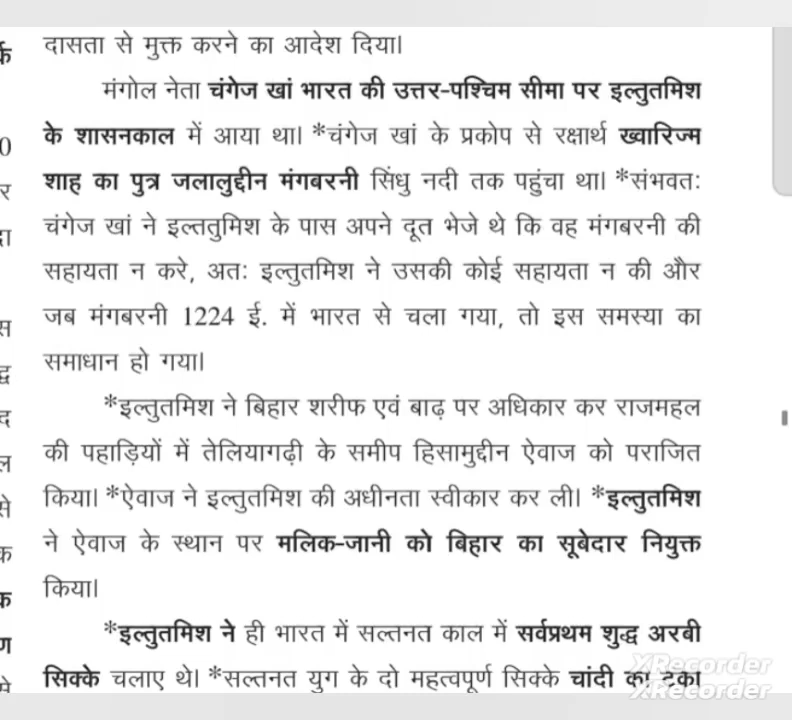 दासता से मुक्त करने का आदेश दिया।
मंगोल नेता चंगेज खां भारत की उत्तर-पश्चिम सीमा पर इल्तुतमिश
के शासनकाल में आया था। *चंगेज खां के प्रकोप से रक्षार्थ ख्वारिज्म
शाह का पुत्र जलालुद्दीन मंगबरनी सिंधु नदी तक पहुंचा था। *संभवतः
चंगेज खां ने इल्ततुमिश के पास अपने दूत भेजे थे कि वह मंगबरनी की
सहायता न करे, अतः इल्तुतमिश ने उसकी कोई सहायता न की और
जब मंगबरनी 1224 ई. में भारत से चला गया, तो इस समस्या का
समाधान हो गया।
*इल्तुतमिश ने बिहार शरीफ एवं बाढ़ पर अधिकार कर राजमहल
की पहाड़ियों में तेलियागढ़ी के समीप हिसामुद्दीन ऐवाज को पराजित
किया। *ऐवाज ने इल्तुतमिश की अधीनता स्वीकार कर ली। *इल्तुतमिश
ने ऐवाज के स्थान पर मलिक-जानी को बिहार का सूबेदार नियुक्त
किया।
*इल्तुतमिश ने ही भारत में सल्तनत काल में सर्वप्रथम शुद्ध अरबी
सिक्के चलाए थे। *सल्तनत युग के दो महत्वपूर्ण सिक्के चांदी का टंका
XRecorder
XRecorder